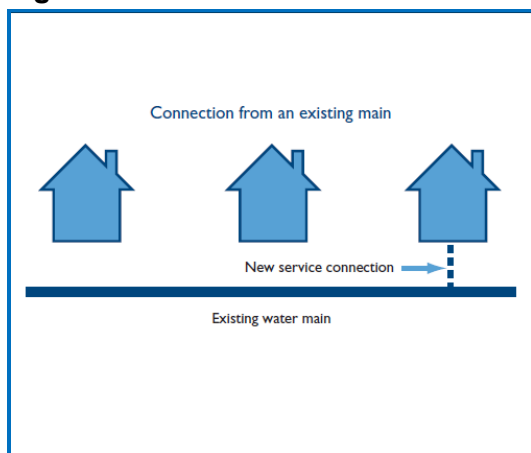 Connection from an existing main
New service connection
Existing water main